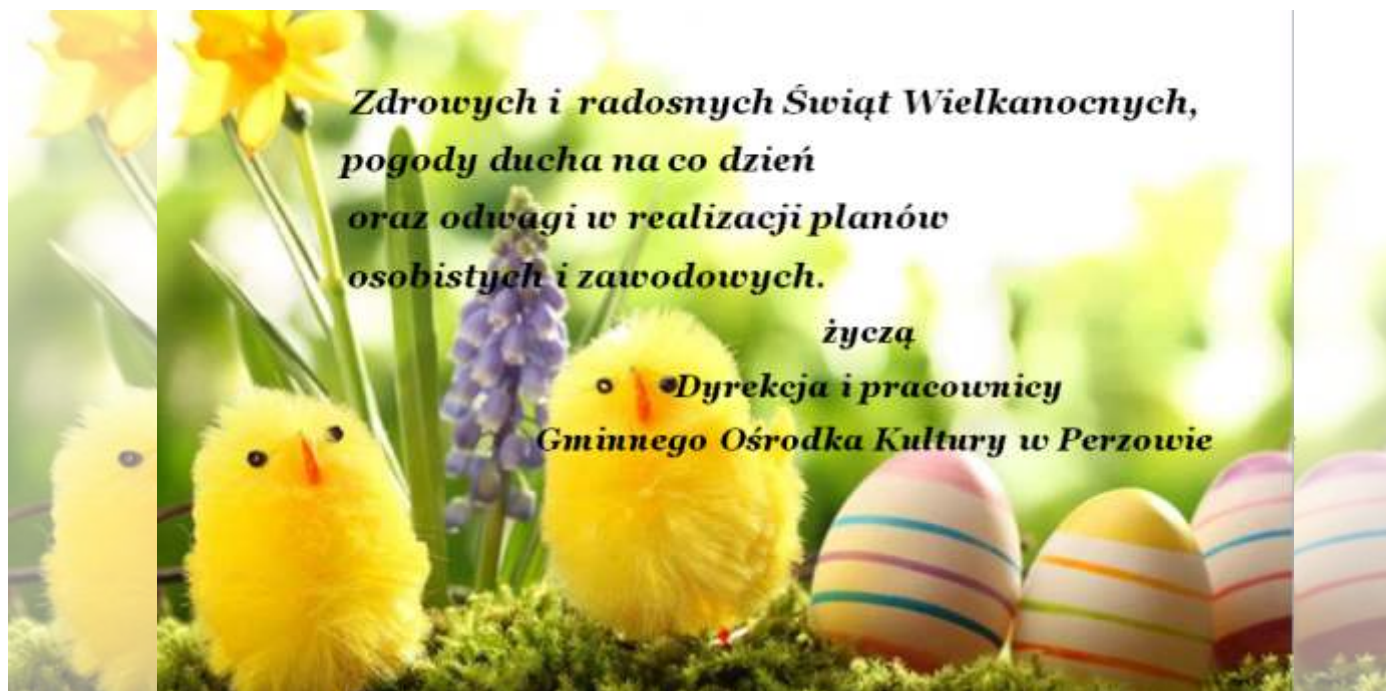 Zdrowych i radosnych Świąt Wielkanocnych,
pogody ducha na co dzień
oraz odwagi w realizacji planów
osobistych i zawodowych.
życzą
Dyrekcja i pracownicy
Gminnego Ośrodka Kultury w Perzowie